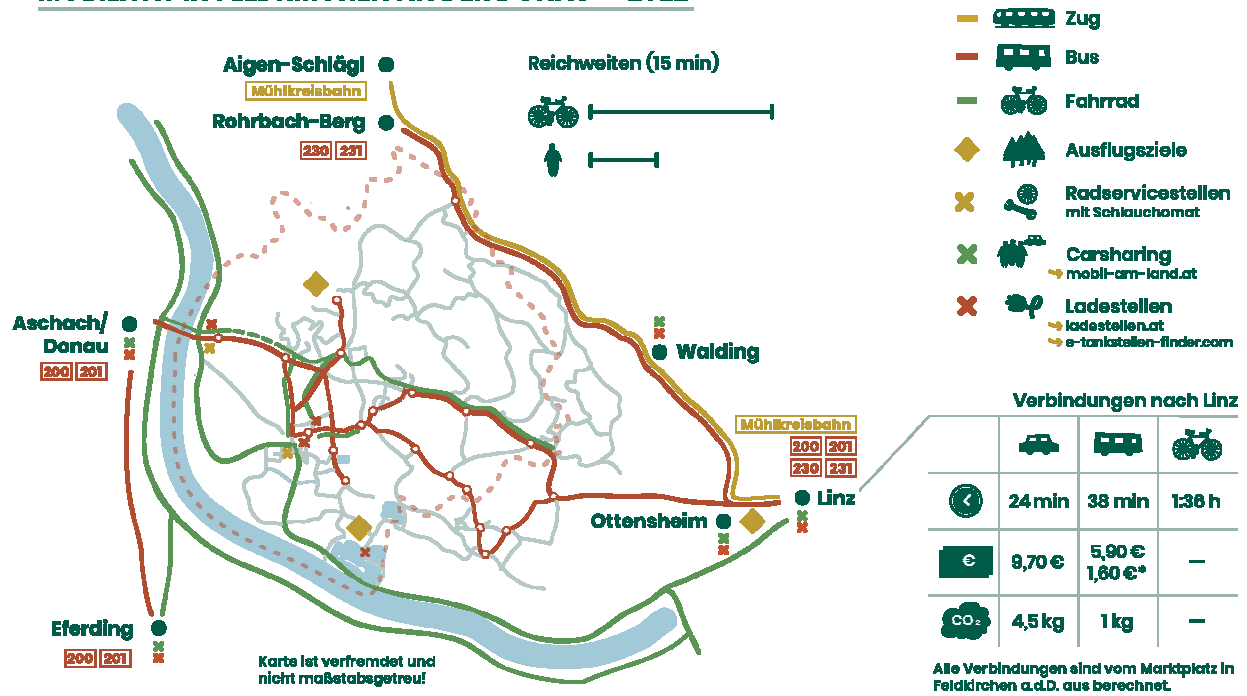 Zug
Bus
Aigen-Schlägl
Reichweiten (15 min)
Mühlkreisbahn
Fahrrad
Rohrbach-Berg
230 231
Ausflugsziele
Radservicestellen
mit Schlauchomat
Carsharing
mobil-am-land.at
Ladestellen
ladestellen.at
e-tankstellen-finder.com
Aschach/
Donau
200 201
Walding
Verbindungen nach Linz
Mühlkreisbahn
200 201
230 231
Linz
24 min 38 min 1:36 h
Ottensheim
€ 9,70 € 5,90 € –
1,60 €*
CO₂ 4,5 kg 1 kg –
Eferding
200 201
Karte ist verfremdet und
nicht maßstabsgetreu!
Alle Verbindungen sind vom Marktplatz in
Feldkirchen a.d.D. aus berechnet.